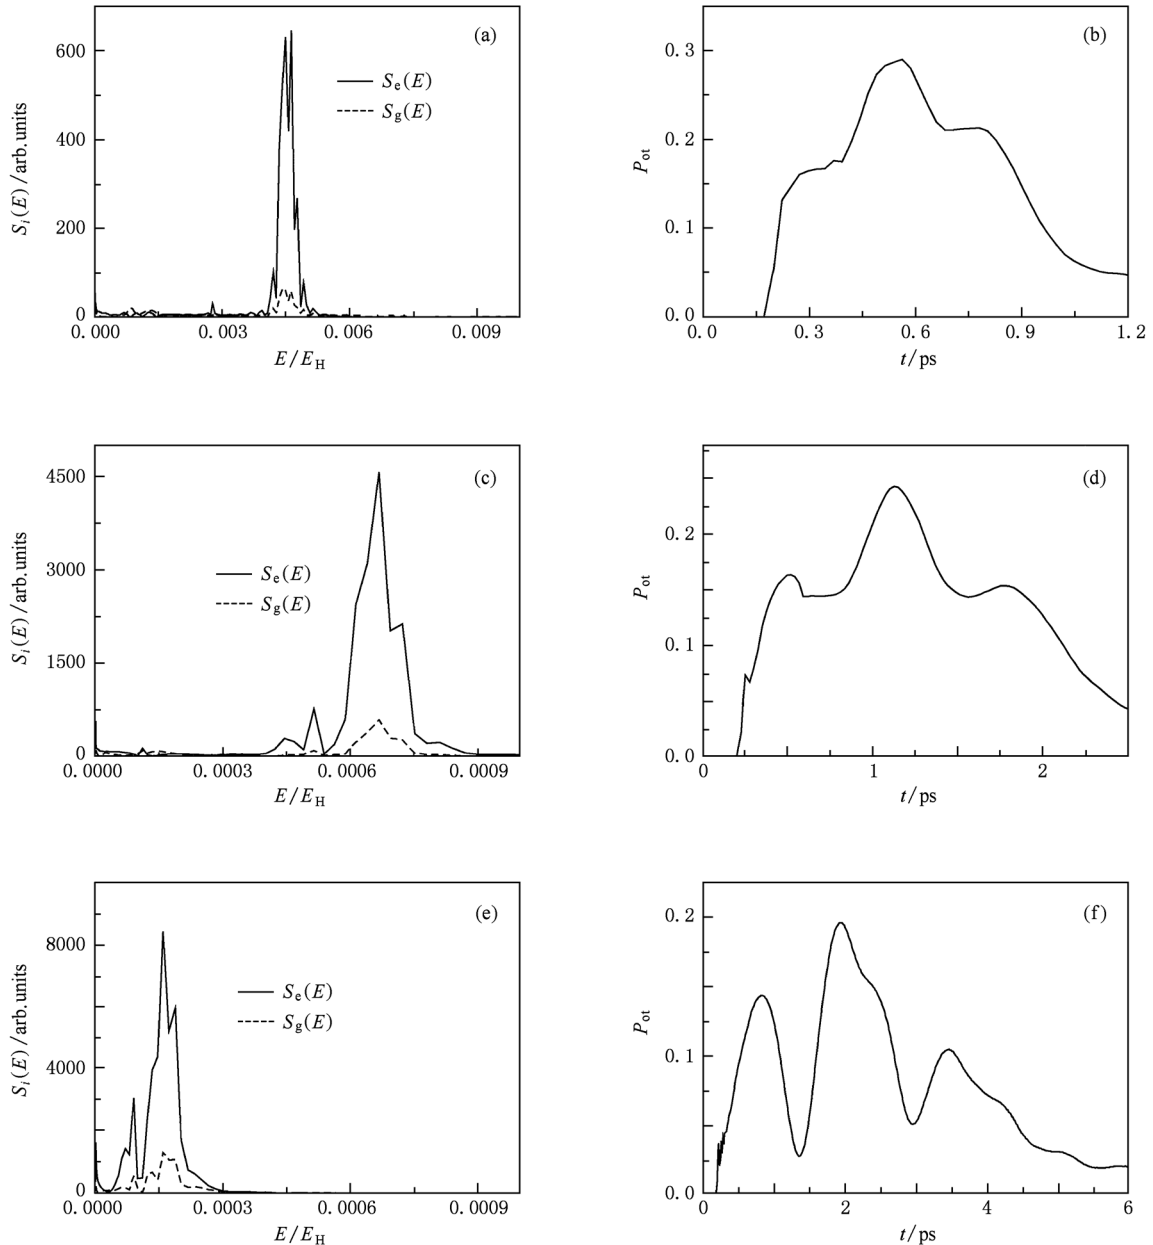 (a)
600
400
200
0
S_e(E)
S_g(E)
S_i(E)/arb.units
0.000
0.003
0.006
0.009
E/E_H
(b)
0.3
0.2
0.1
0.0
P_ot
0.0
0.3
0.6
0.9
1.2
t/ps
(c)
4500
3000
1500
0
S_e(E)
S_g(E)
S_i(E)/arb.units
0.0000
0.0003
0.0006
0.0009
E/E_H
(d)
0.2
0.1
0.0
P_ot
0
1
2
t/ps
(e)
8000
4000
0
S_e(E)
S_g(E)
S_i(E)/arb.units
0.0000
0.0003
0.0006
0.0009
E/E_H
(f)
0.2
0.1
0.0
P_ot
0
2
4
6
t/ps